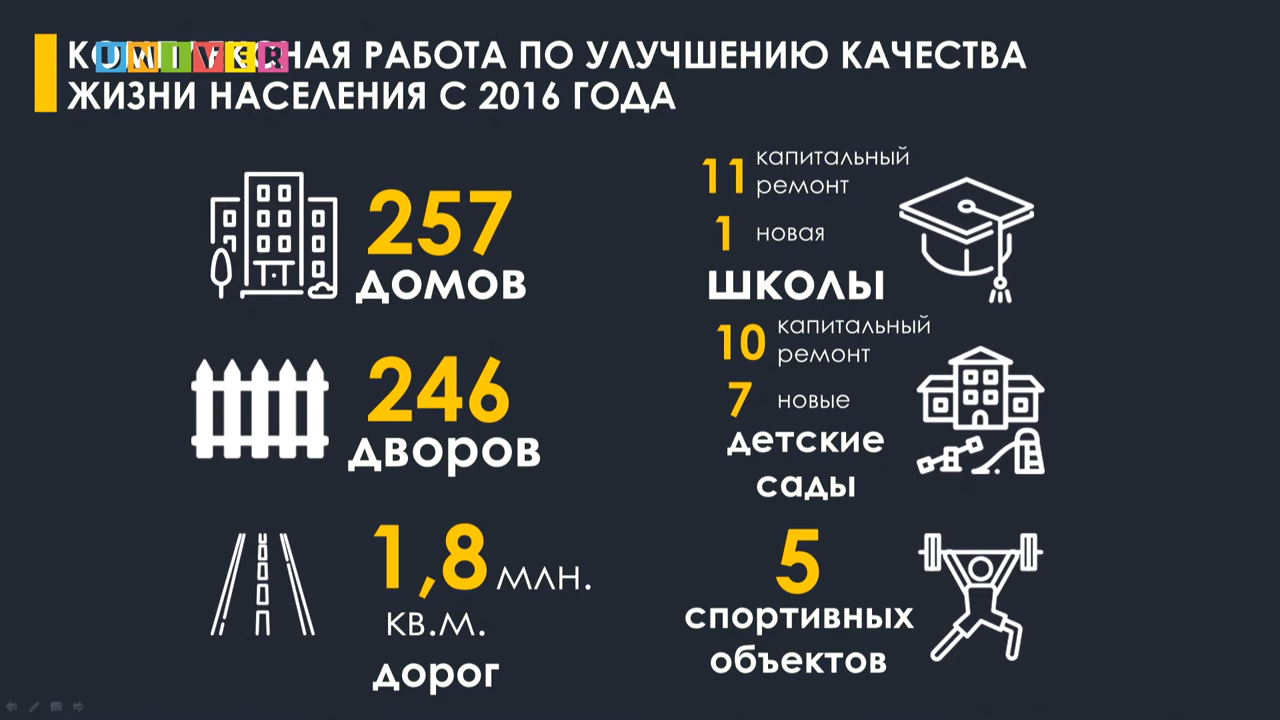 КОМПЛЕКСНАЯ РАБОТА ПО УЛУЧШЕНИЮ КАЧЕСТВА
ЖИЗНИ НАСЕЛЕНИЯ С 2016 ГОДА
UNIVER
257
домов
246
дворов
1,8 млн.
кв.м.
дорог
11 капитальный
ремонт
1 новая
школы
10 капитальный
ремонт
7 новые
детские
сады
5
спортивных
объектов